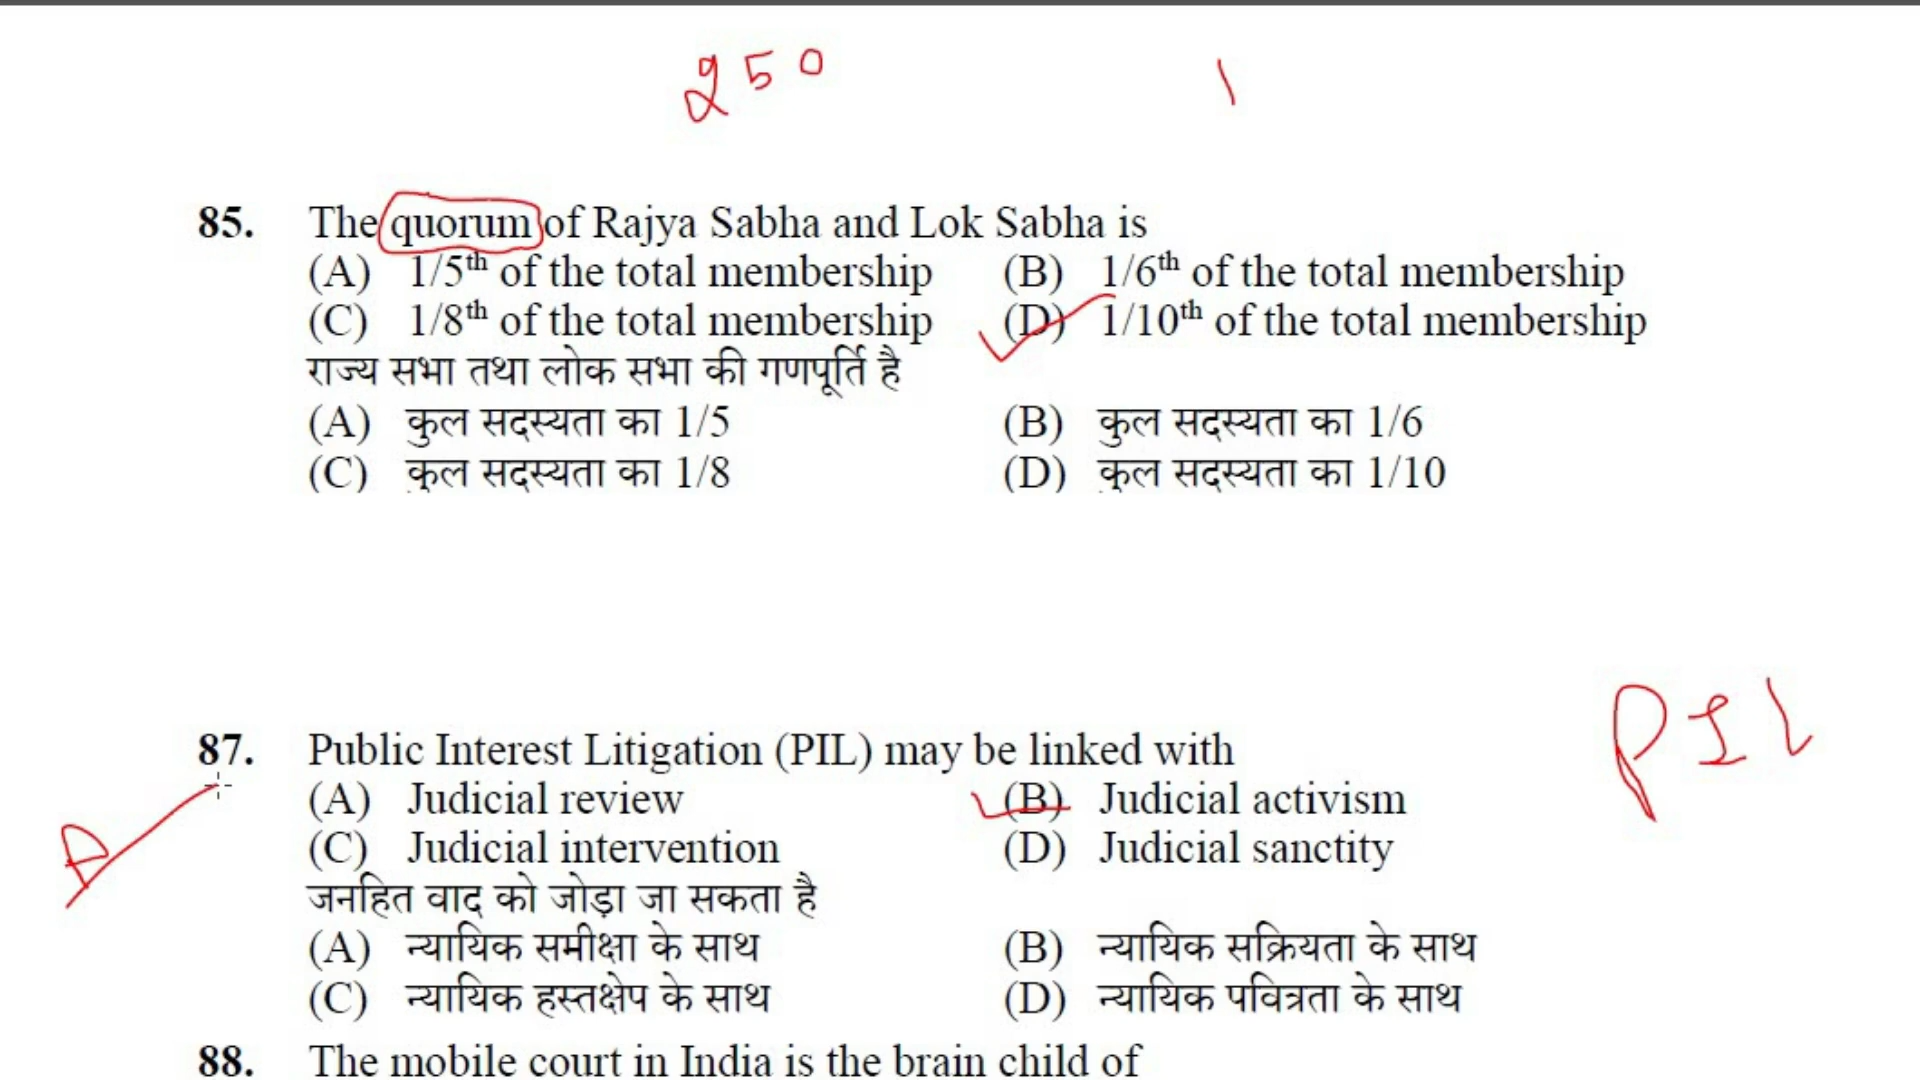 250 \
85. The quorum of Rajya Sabha and Lok Sabha is
(A) 1/5th of the total membership (B) 1/6th of the total membership
(C) 1/8th of the total membership (D) 1/10th of the total membership
राज्य सभा तथा लोक सभा की गणपूर्ति है
(A) कुल सदस्यता का 1/5 (B) कुल सदस्यता का 1/6
(C) कुल सदस्यता का 1/8 (D) कुल सदस्यता का 1/10
PIL
87. Public Interest Litigation (PIL) may be linked with
(A) Judicial review (B) Judicial activism
(C) Judicial intervention (D) Judicial sanctity
जनहित वाद को जोड़ा जा सकता है
(A) न्यायिक समीक्षा के साथ (B) न्यायिक सक्रियता के साथ
(C) न्यायिक हस्तक्षेप के साथ (D) न्यायिक पवित्रता के साथ
88. The mobile court in India is the brain child of